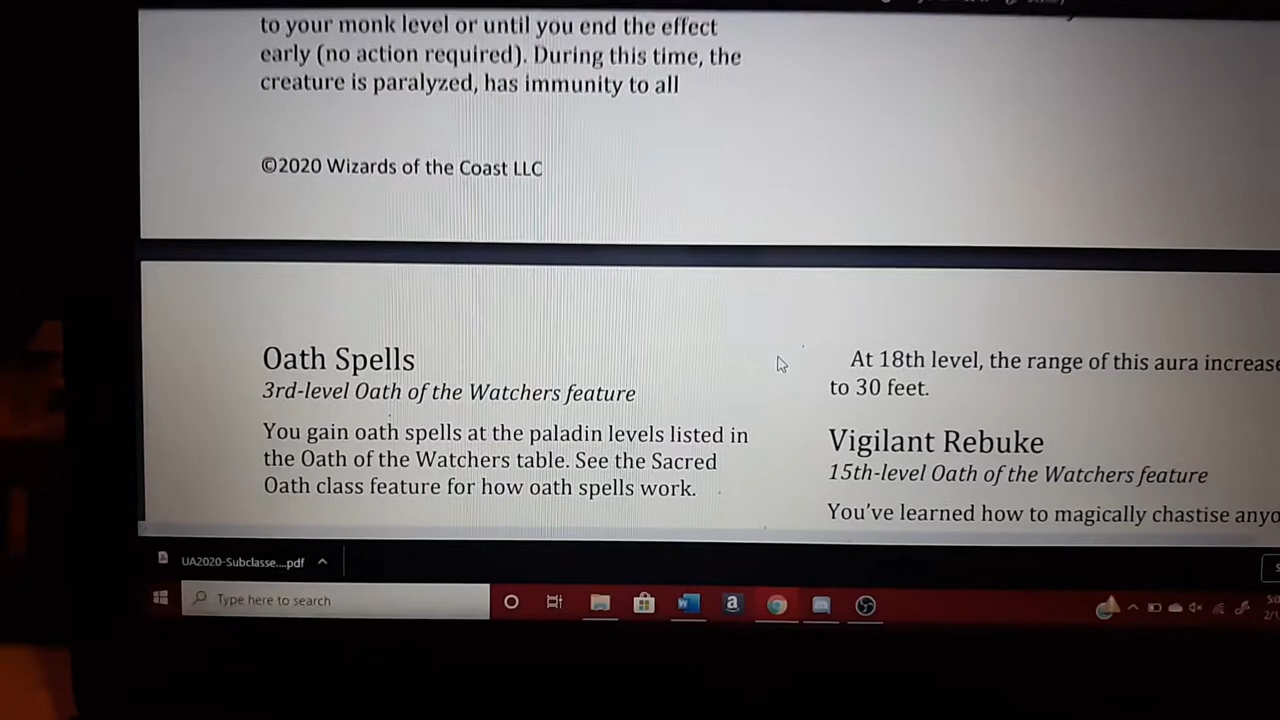 to your monk level or until you end the effect
early (no action required). During this time, the
creature is paralyzed, has immunity to all
©2020 Wizards of the Coast LLC
Oath Spells
3rd-level Oath of the Watchers feature
You gain oath spells at the paladin levels listed in
the Oath of the Watchers table. See the Sacred
Oath class feature for how oath spells work.
At 18th level, the range of this aura increase
to 30 feet.
Vigilant Rebuke
15th-level Oath of the Watchers feature
You've learned how to magically chastise anyo
UA2020-Subclasse....pdf
Type here to search